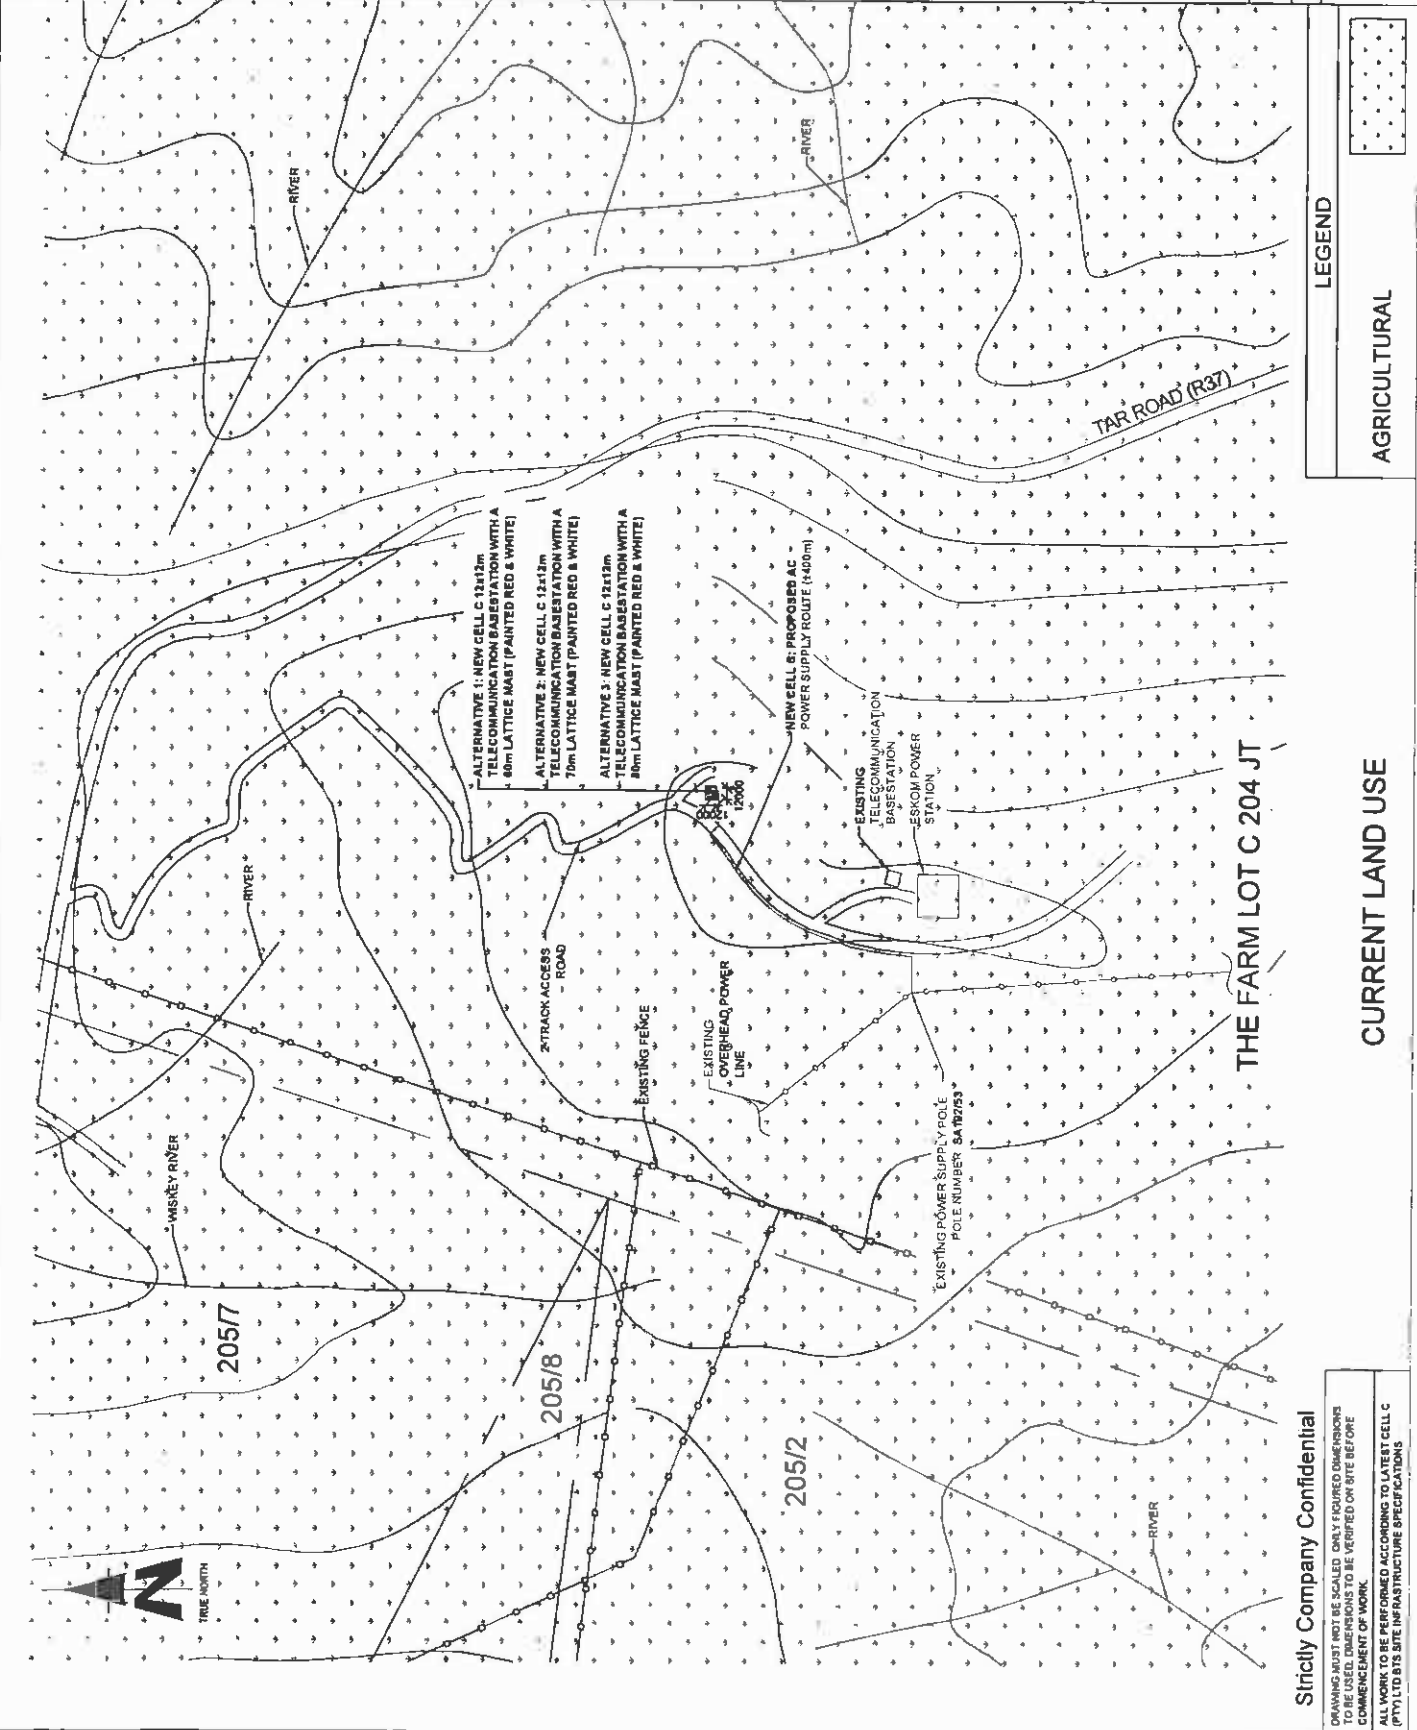 N
TRUE NORTH
WISKEY RIVER
RIVER
RIVER
RIVER
RIVER
205/7
205/8
205/2
ALTERNATIVE 1: NEW CELL C 12x12m
TELECOMMUNICATION BASESTATION WITH A
60m LATTICE MAST (PAINTED RED & WHITE)
ALTERNATIVE 2: NEW CELL C 12x12m
TELECOMMUNICATION BASESTATION WITH A
70m LATTICE MAST (PAINTED RED & WHITE)
ALTERNATIVE 3: NEW CELL C 12x12m
TELECOMMUNICATION BASESTATION WITH A
80m LATTICE MAST (PAINTED RED & WHITE)
12000
2-TRACK ACCESS
ROAD
EXISTING FENCE
EXISTING
OVERHEAD POWER
LINE
NEW CELL C: PROPOSED AC
POWER SUPPLY ROUTE (±400m)
EXISTING
TELECOMMUNICATION
BASESTATION
ESKOM POWER
STATION
EXISTING POWER SUPPLY POLE
POLE NUMBER
TAR ROAD (R37)
THE FARM LOT C 204 JT
Strictly Company Confidential
DRAWING MUST NOT BE SCALED ONLY FIGURED DIMENSIONS
TO BE USED. DIMENSIONS TO BE VERIFIED ON SITE BEFORE
COMMENCEMENT OF WORK.
ALL WORK TO BE PERFORMED ACCORDING TO LATEST CELL C
(PTY) LTD BTS SITE INFRASTRUCTURE SPECIFICATIONS
CURRENT LAND USE
LEGEND
AGRICULTURAL